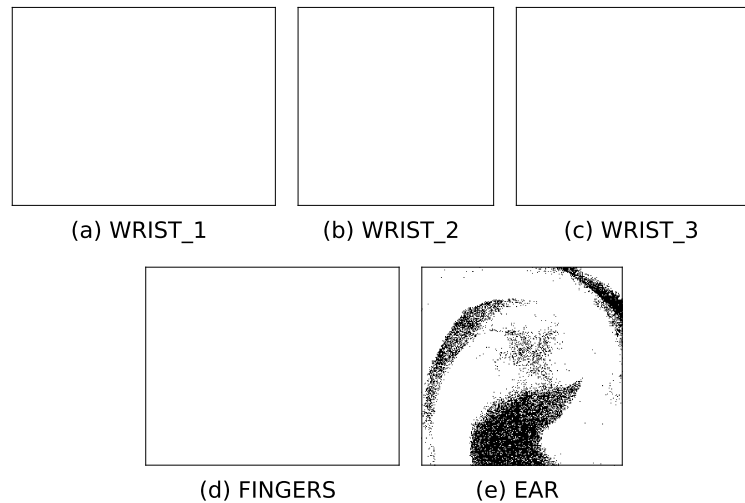 (a) WRIST_1
(b) WRIST_2
(c) WRIST_3
(d) FINGERS
(e) EAR